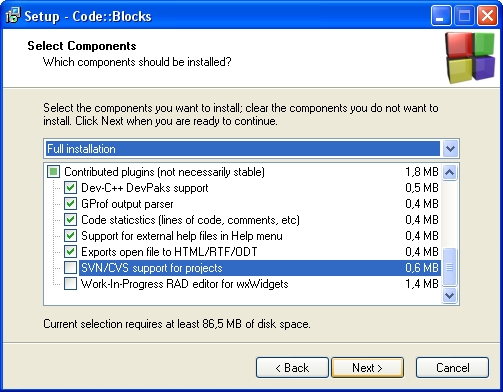 Setup - Code::Blocks
Select Components
Which components should be installed?
Select the components you want to install; clear the components you do not want to
install. Click Next when you are ready to continue.
Full installation
Contributed plugins (not necessarily stable) 1,8 MB
Dev-C++ DevPaks support 0,5 MB
GProf output parser 0,4 MB
Code staticstics (lines of code, comments, etc) 0,4 MB
Support for external help files in Help menu 0,4 MB
Exports open file to HTML/RTF/ODT 0,4 MB
SVN/CVS support for projects 0,6 MB
Work-In-Progress RAD editor for wxWidgets 1,4 MB
Current selection requires at least 86,5 MB of disk space.
< Back Next > Cancel